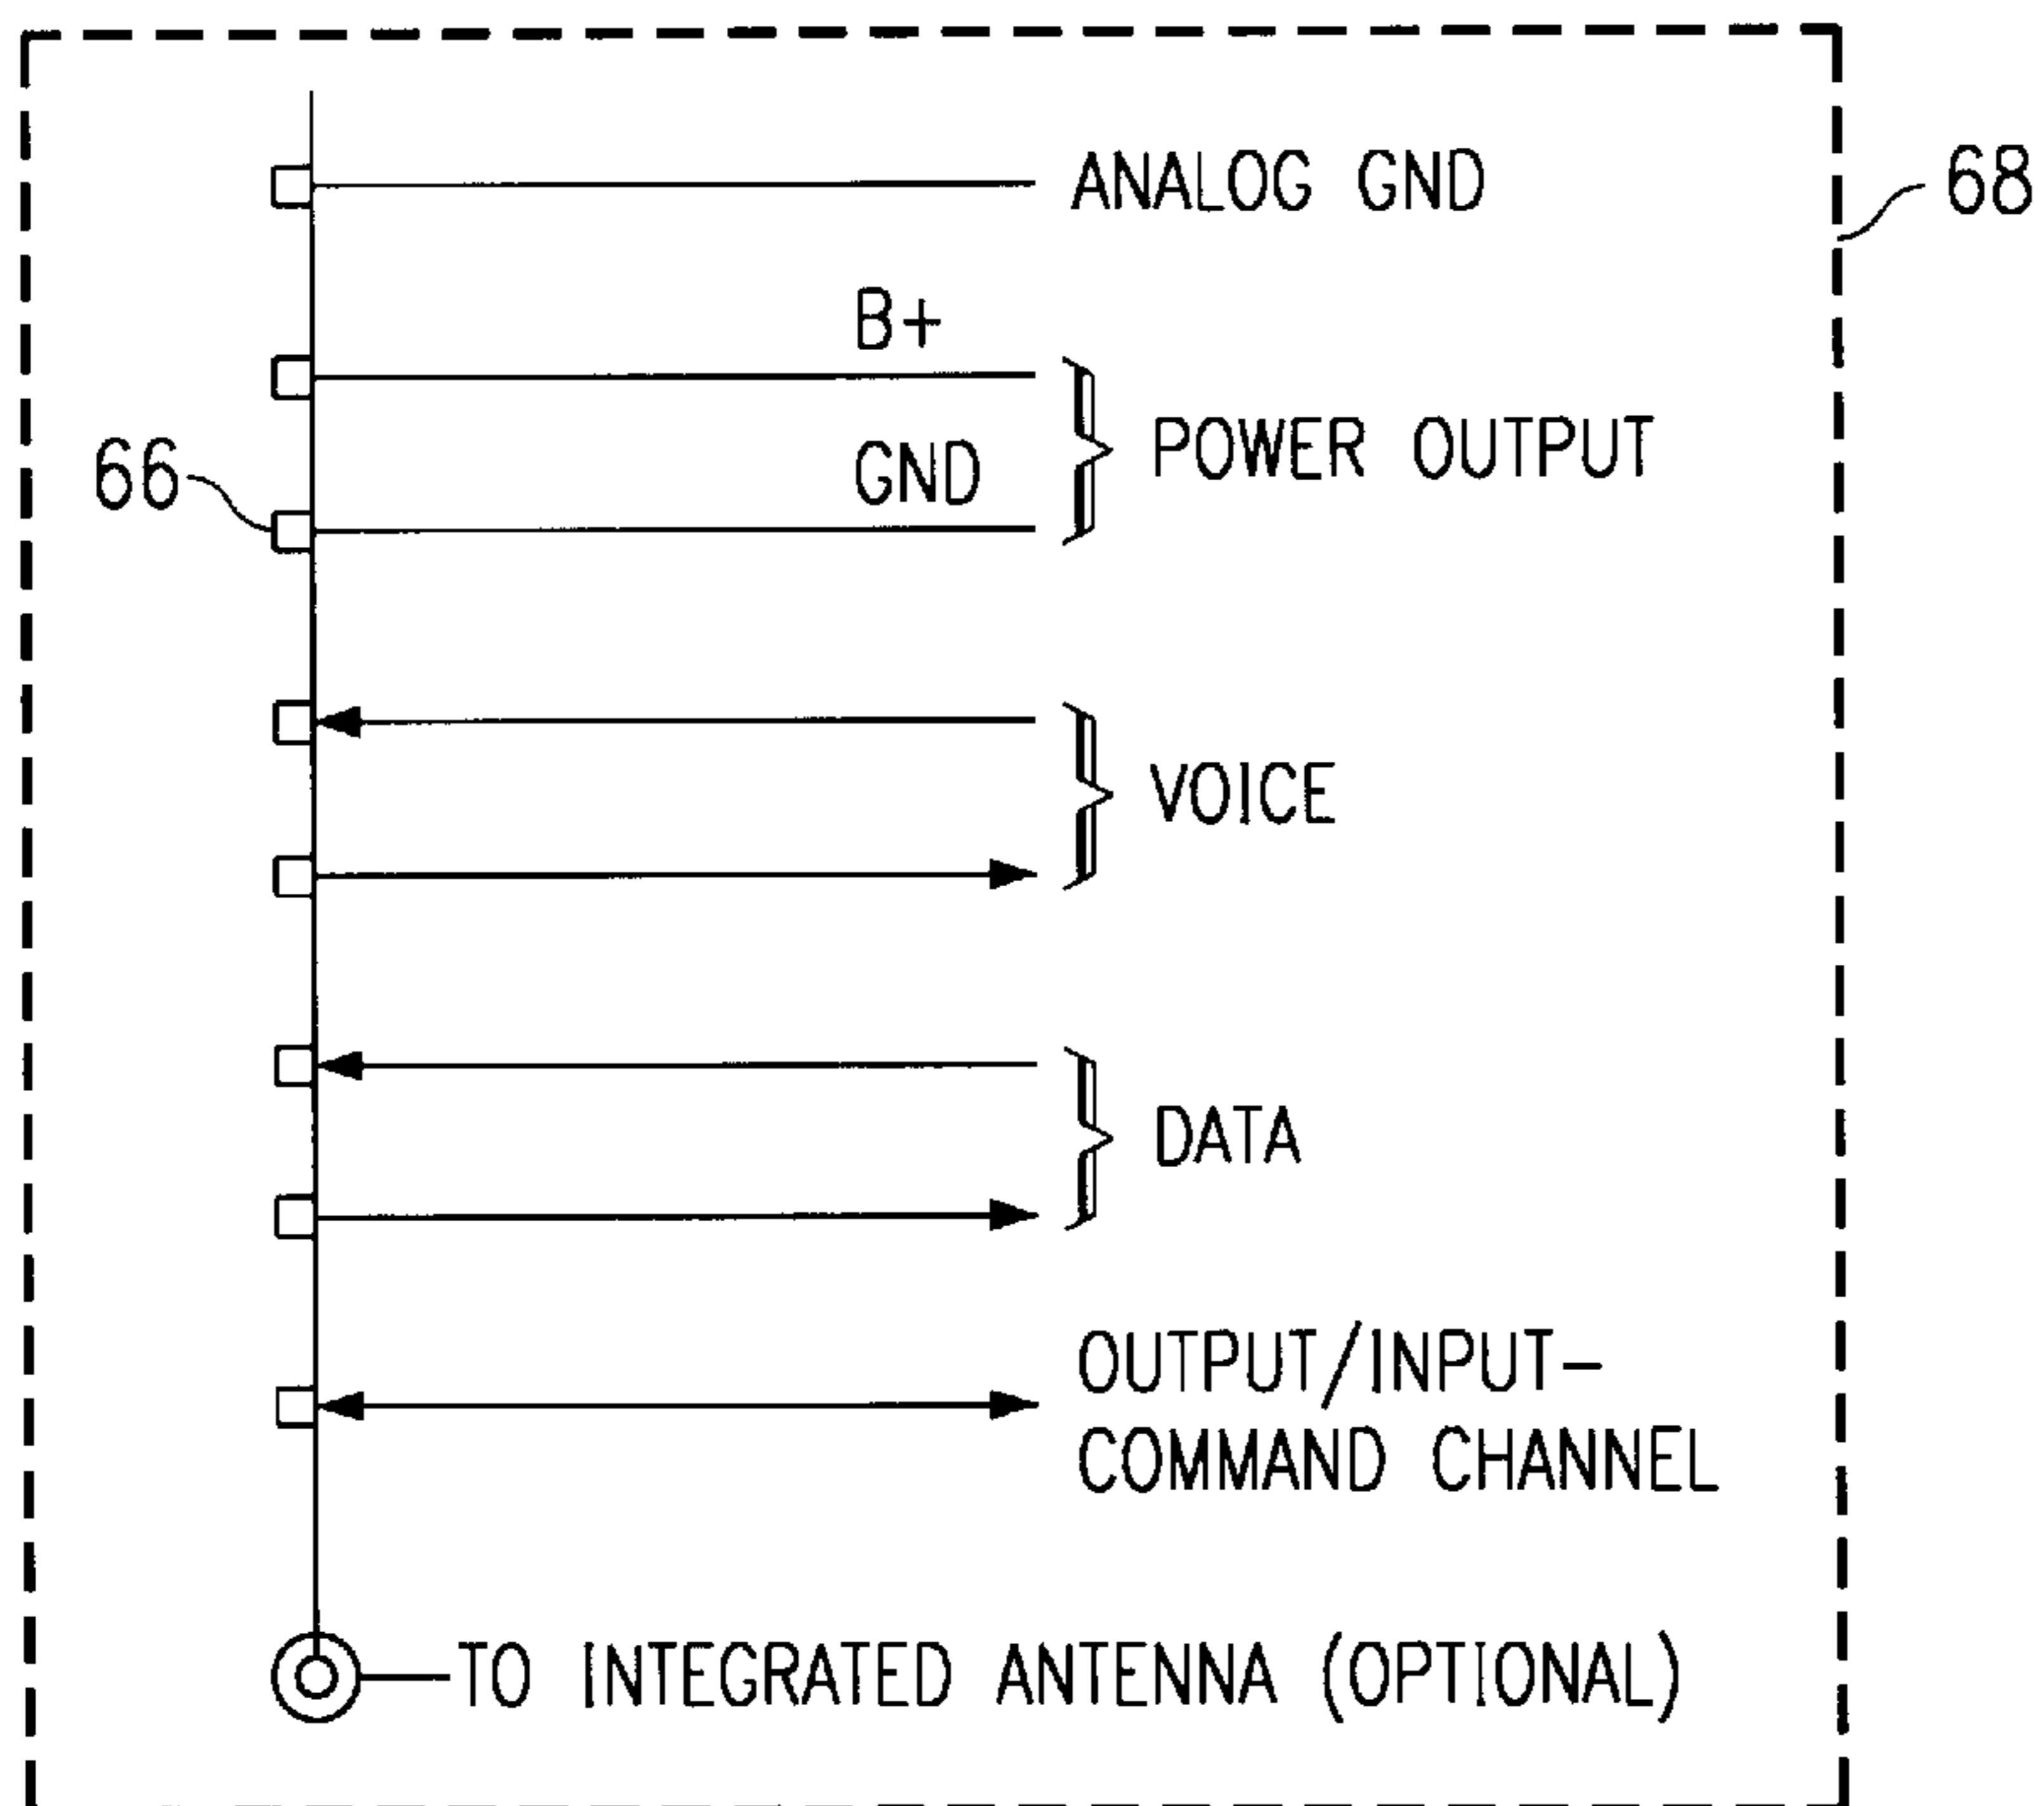 ANALOG GND
68
B+
POWER OUTPUT
GND
66
VOICE
DATA
OUTPUT/INPUT-
COMMAND CHANNEL
TO INTEGRATED ANTENNA (OPTIONAL)